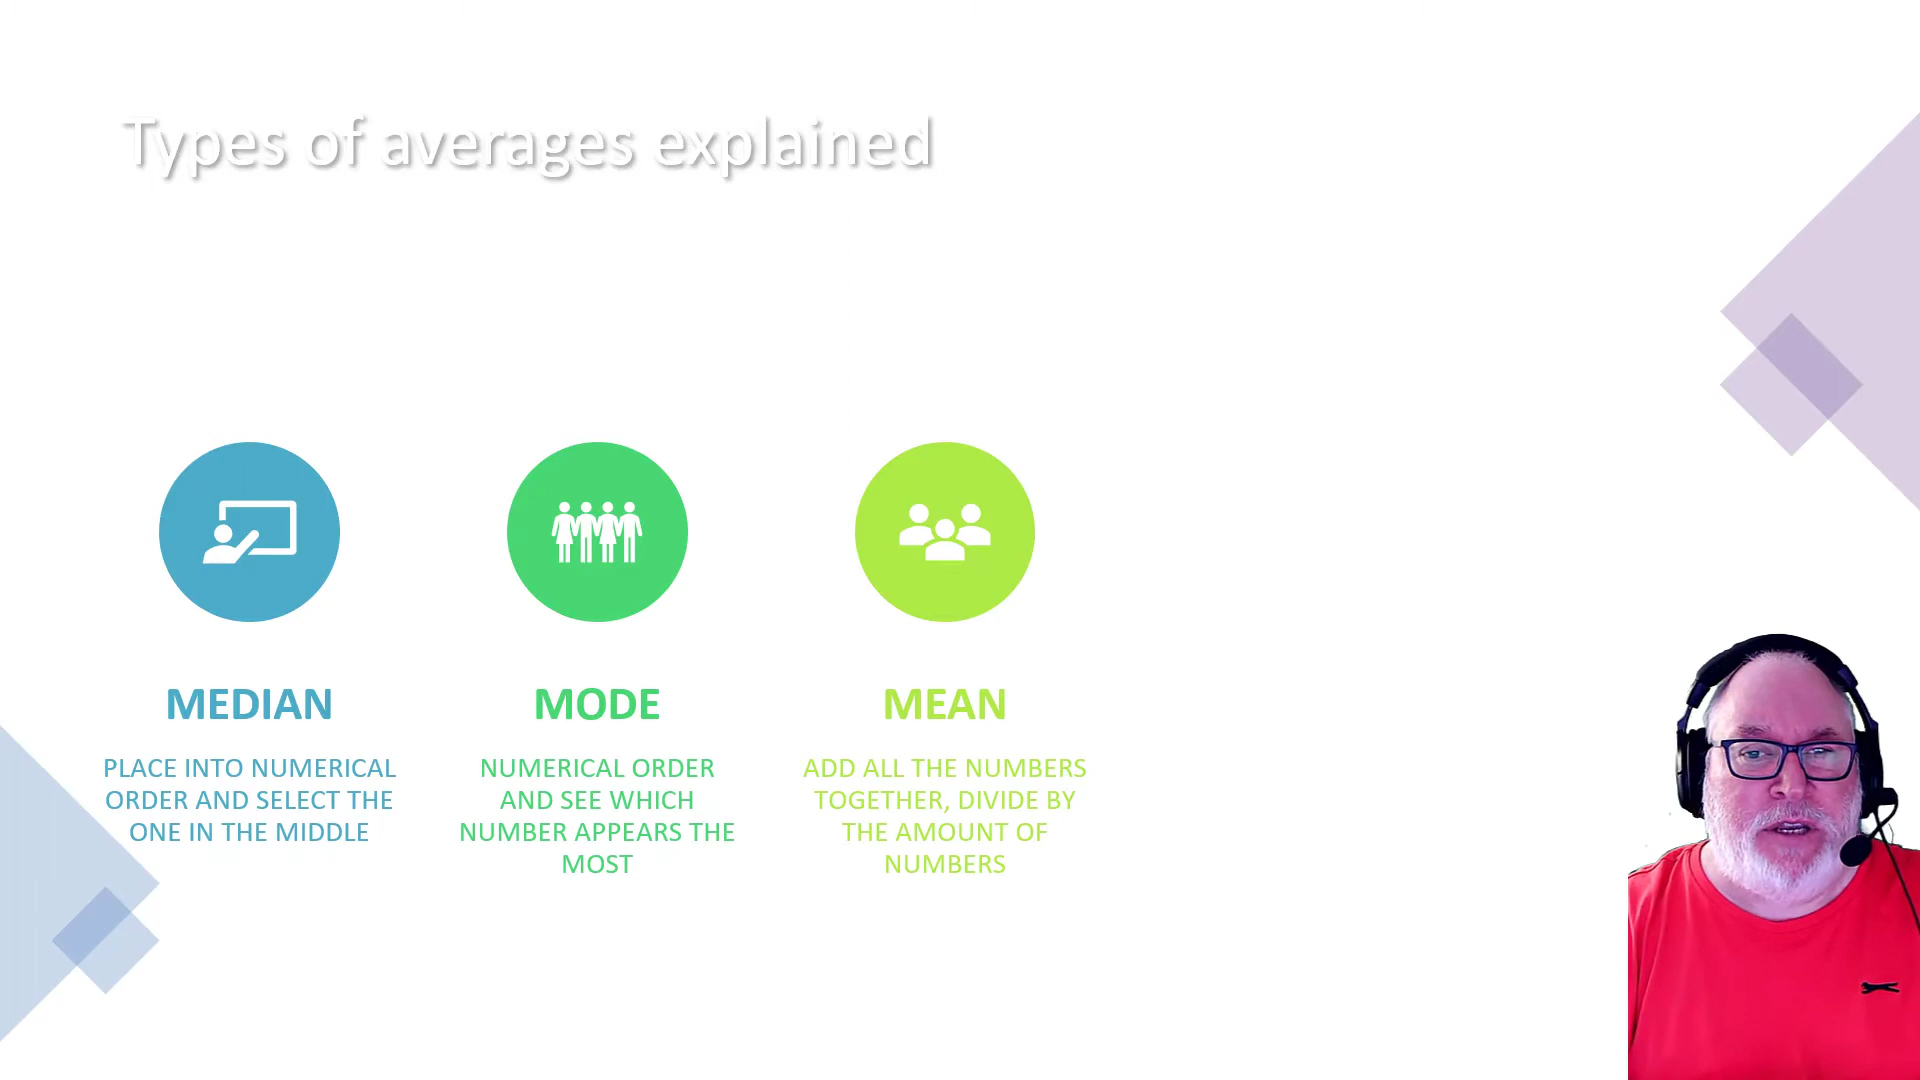 Types of averages explained
MEDIAN
PLACE INTO NUMERICAL
ORDER AND SELECT THE
ONE IN THE MIDDLE
MODE
NUMERICAL ORDER
AND SEE WHICH
NUMBER APPEARS THE
MOST
MEAN
ADD ALL THE NUMBERS
TOGETHER, DIVIDE BY
THE AMOUNT OF
NUMBERS